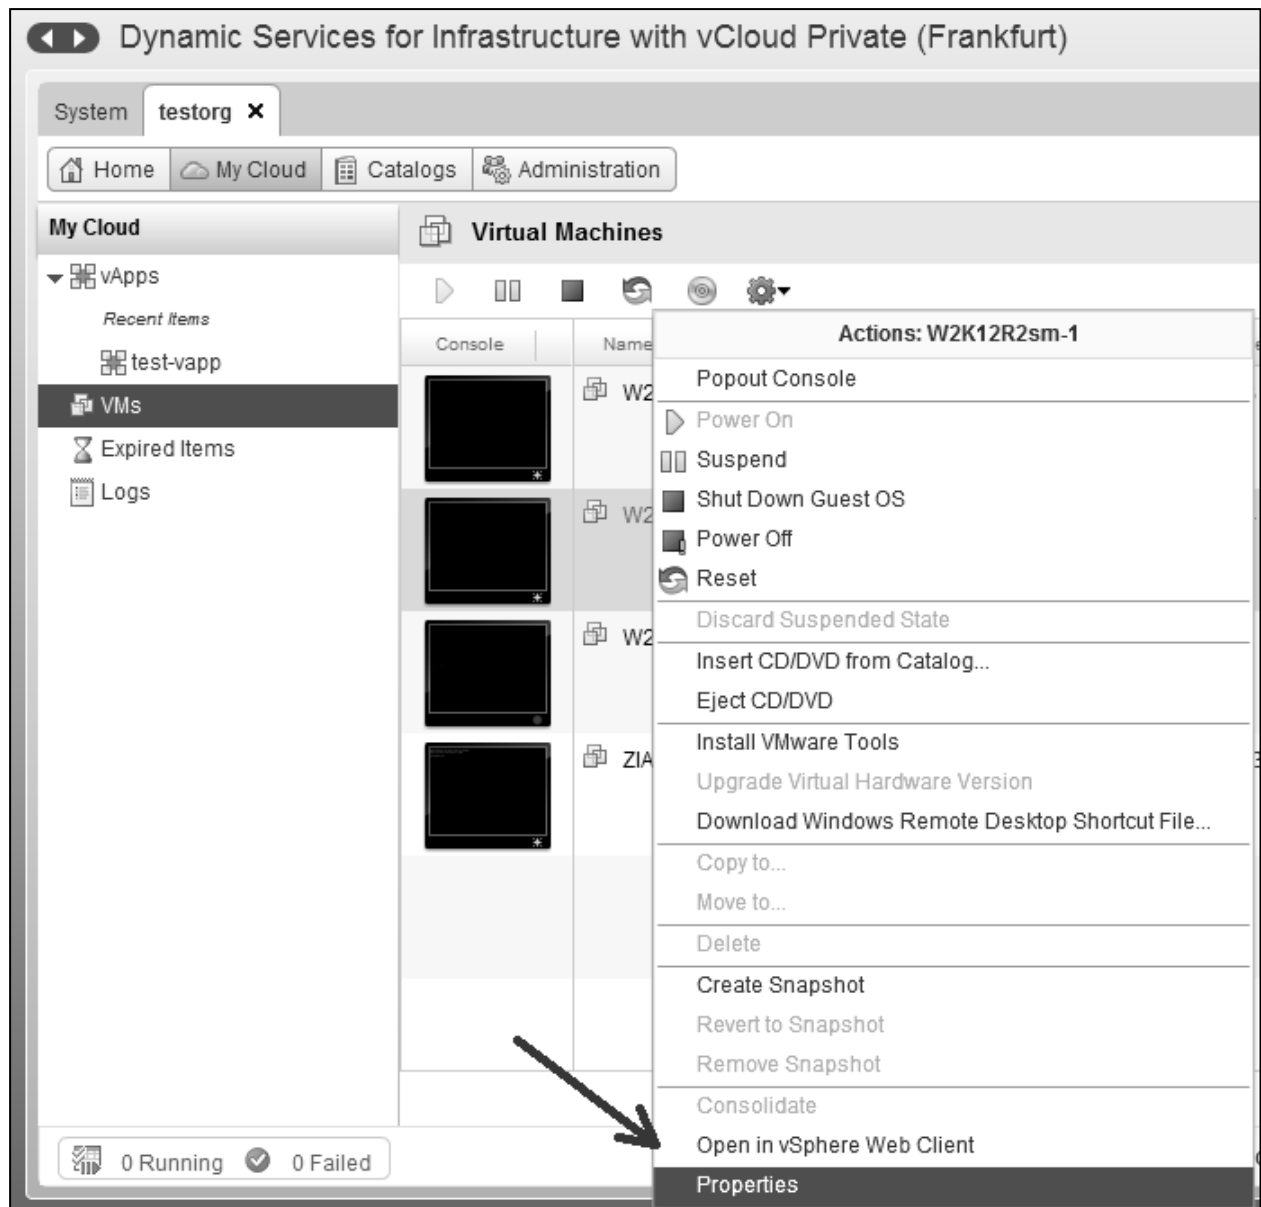 Dynamic Services for Infrastructure with vCloud Private (Frankfurt)
System testorg
Home My Cloud Catalogs Administration
My Cloud
vApps
Recent Items
test-vapp
VMs
Expired Items
Logs
Virtual Machines
Console Name
W2
W2
W2
ZIA
Actions: W2K12R2sm-1
Popout Console
Power On
Suspend
Shut Down Guest OS
Power Off
Reset
Discard Suspended State
Insert CD/DVD from Catalog...
Eject CD/DVD
Install VMware Tools
Upgrade Virtual Hardware Version
Download Windows Remote Desktop Shortcut File...
Copy to...
Move to...
Delete
Create Snapshot
Revert to Snapshot
Remove Snapshot
Consolidate
Open in vSphere Web Client
Properties
0 Running 0 Failed